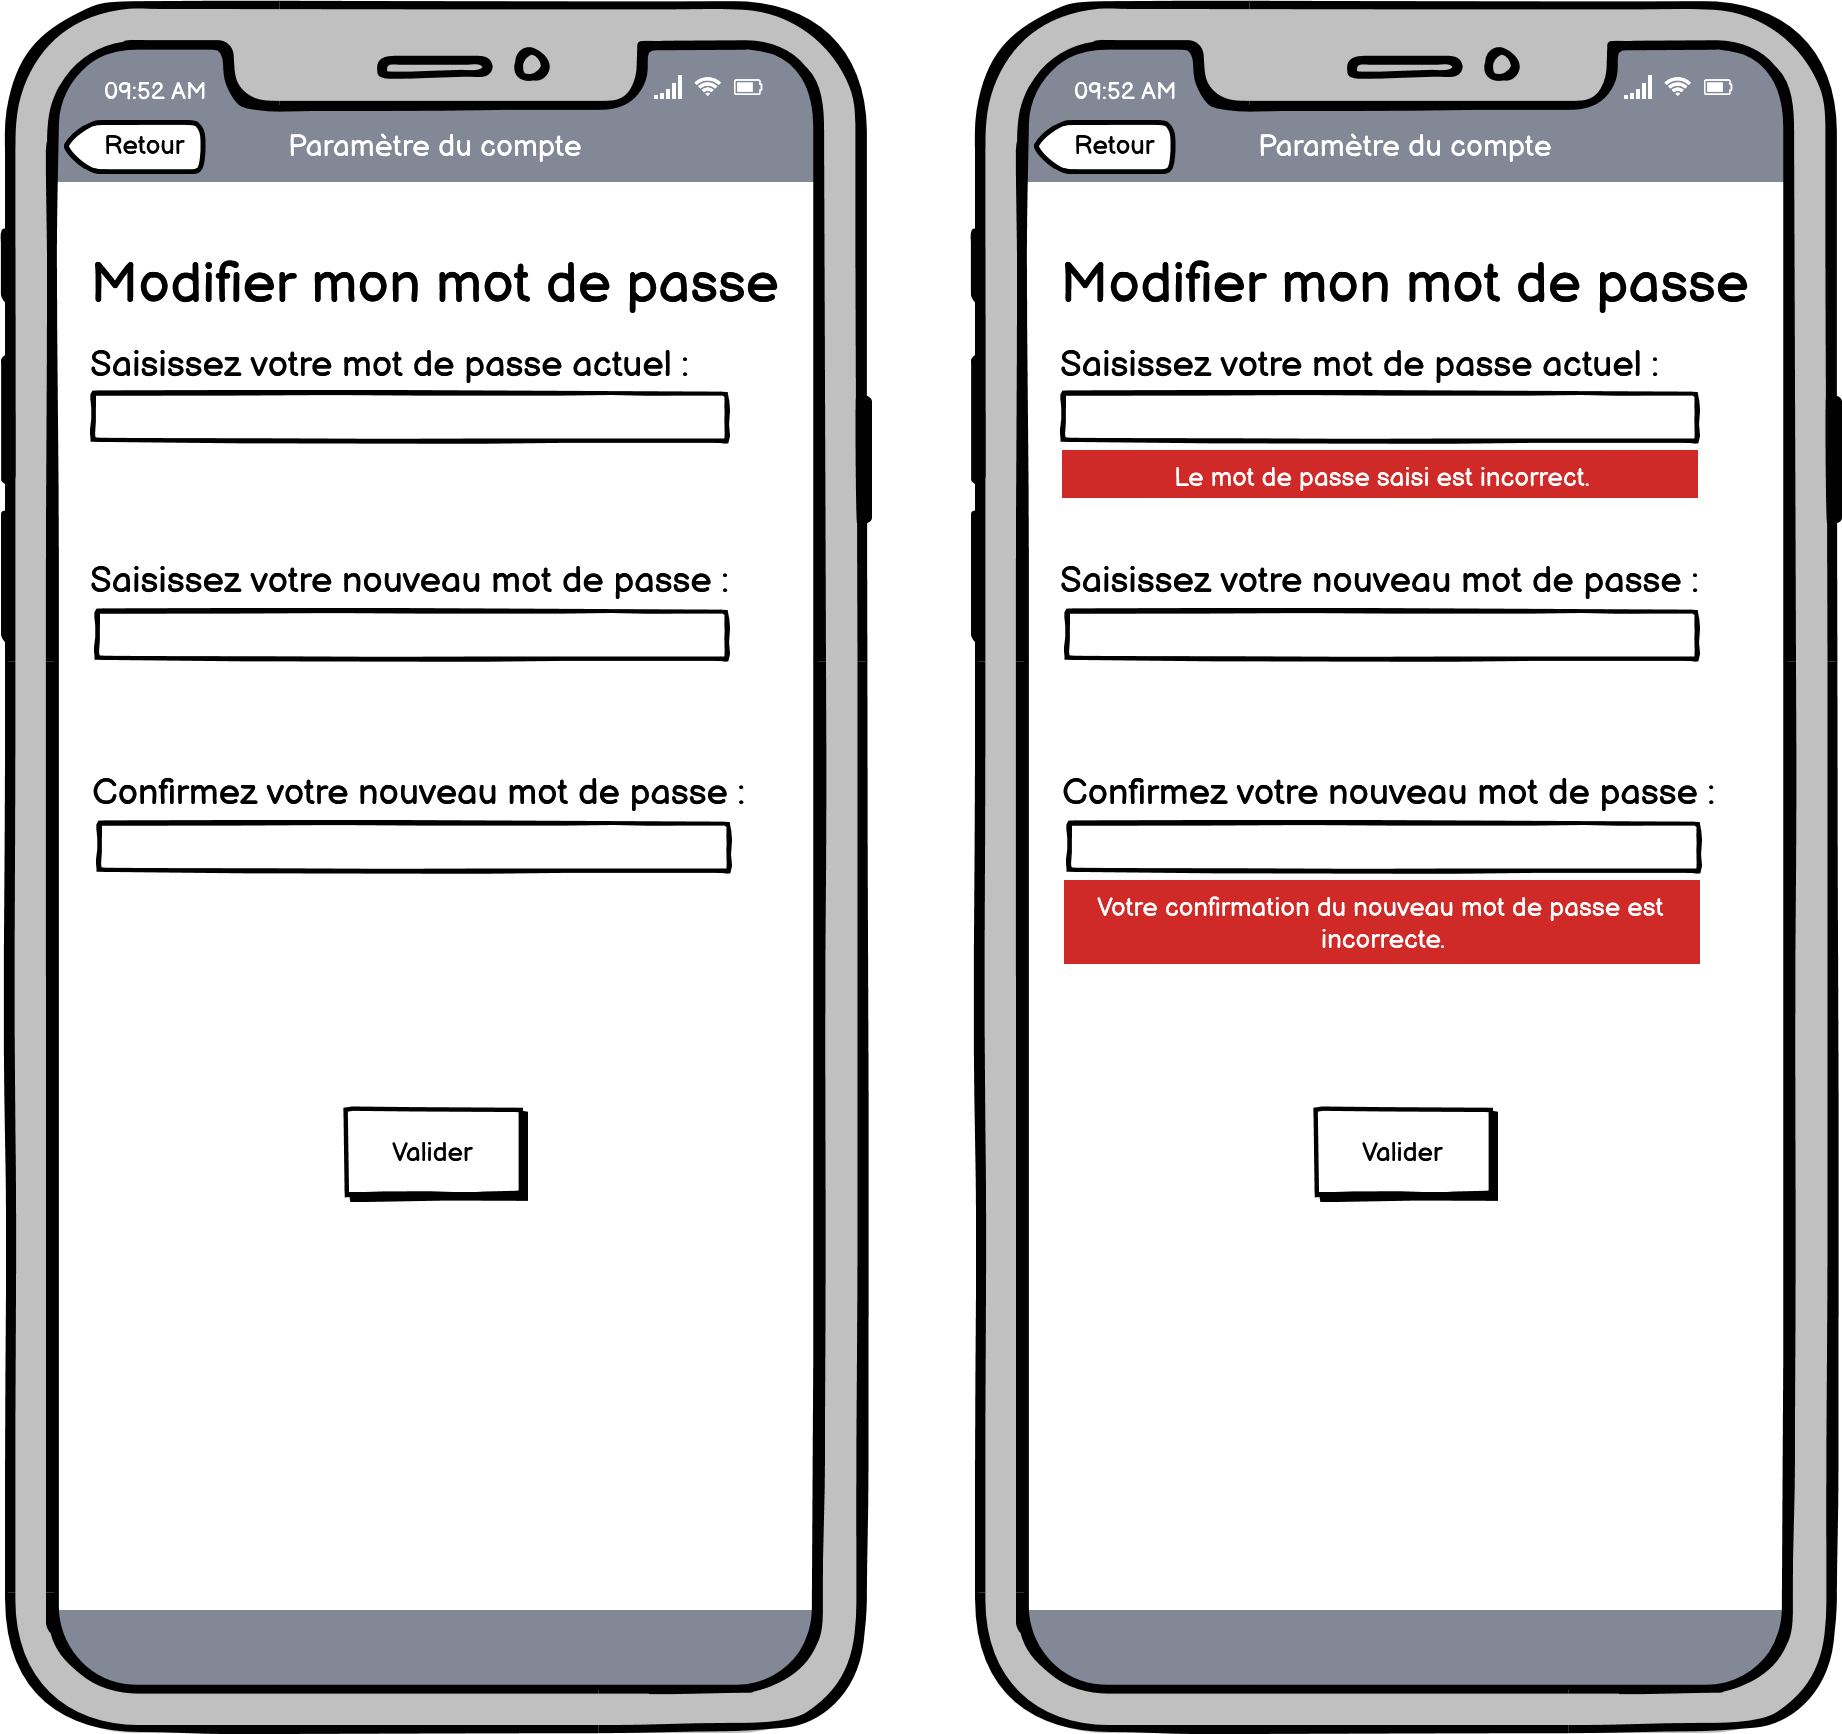 09:52 AM
Retour
Paramètre du compte
Modifier mon mot de passe
Saisissez votre mot de passe actuel :
Saisissez votre nouveau mot de passe :
Confirmez votre nouveau mot de passe :
Valider
09:52 AM
Retour
Paramètre du compte
Modifier mon mot de passe
Saisissez votre mot de passe actuel :
Le mot de passe saisi est incorrect.
Saisissez votre nouveau mot de passe :
Confirmez votre nouveau mot de passe :
Votre confirmation du nouveau mot de passe est
incorrecte.
Valider